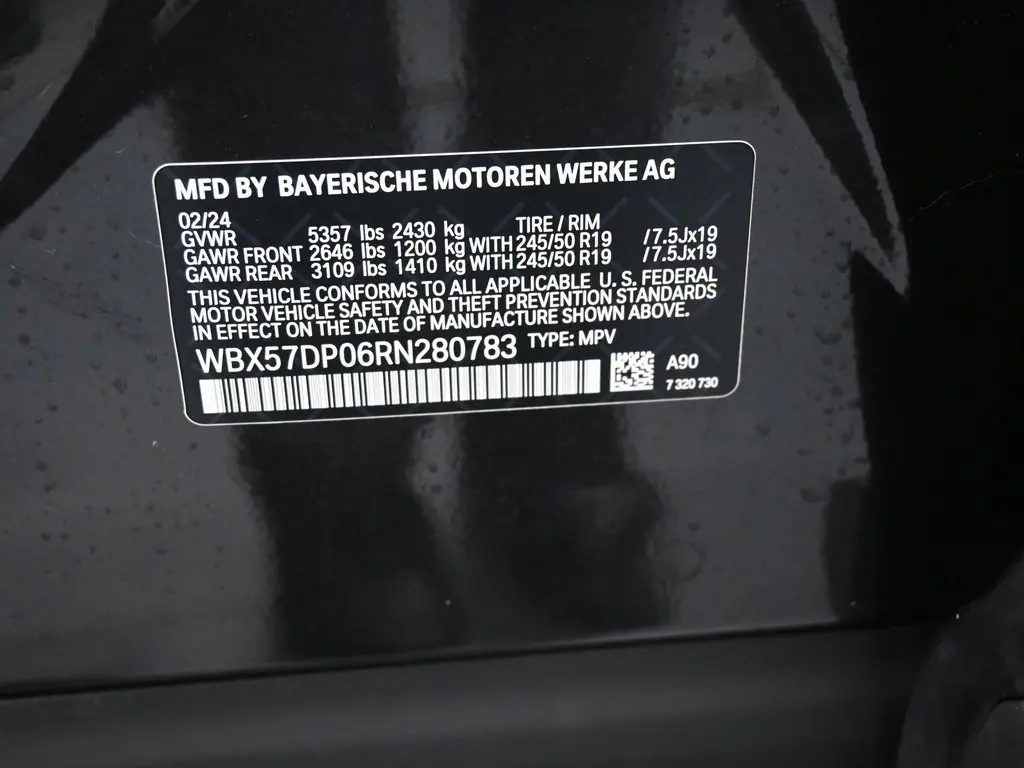 MFD BY BAYERISCHE MOTOREN WERKE AG
02/24 TIRE / RIM
GVWR 5357 lbs 2430 kg
GAWR FRONT 2646 lbs 1200 kg WITH 245/50 R19 /7.5Jx19
GAWR REAR 3109 lbs 1410 kg WITH 245/50 R19 /7.5Jx19
THIS VEHICLE CONFORMS TO ALL APPLICABLE U. S. FEDERAL
MOTOR VEHICLE SAFETY AND THEFT PREVENTION STANDARDS
IN EFFECT ON THE DATE OF MANUFACTURE SHOWN ABOVE.
WBX57DP06RN280783 TYPE: MPV
A90
7 320 730